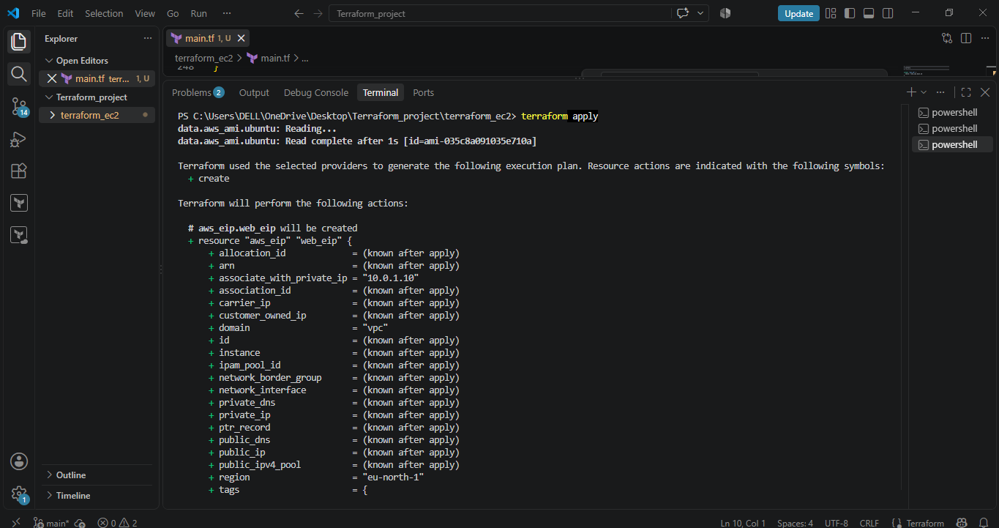 File Edit Selection View Go Run ··· Terraform_project Update
Explorer ···
Open Editors
main.tf terr... 1, U
Terraform_project
terraform_ec2
14
Outline
Timeline
1
main.tf 1, U
terraform_ec2 > main.tf > ...
248 }
Problems 2 Output Debug Console Terminal Ports
PS C:\Users\DELL\OneDrive\Desktop\Terraform_project\terraform_ec2> terraform apply
data.aws_ami.ubuntu: Reading...
data.aws_ami.ubuntu: Read complete after 1s [id=ami-035c8a091035e710a]
Terraform used the selected providers to generate the following execution plan. Resource actions are indicated with the following symbols:
+ create
Terraform will perform the following actions:
# aws_eip.web_eip will be created
+ resource "aws_eip" "web_eip" {
+ allocation_id = (known after apply)
+ arn = (known after apply)
+ associate_with_private_ip = "10.0.1.10"
+ association_id = (known after apply)
+ carrier_ip = (known after apply)
+ customer_owned_ip = (known after apply)
+ domain = "vpc"
+ id = (known after apply)
+ instance = (known after apply)
+ ipam_pool_id = (known after apply)
+ network_border_group = (known after apply)
+ network_interface = (known after apply)
+ private_dns = (known after apply)
+ private_ip = (known after apply)
+ ptr_record = (known after apply)
+ public_dns = (known after apply)
+ public_ip = (known after apply)
+ public_ipv4_pool = (known after apply)
+ region = "eu-north-1"
+ tags = {
powershell
powershell
powershell
main* 0 2 Ln 10, Col 1 Spaces: 4 UTF-8 CRLF { } Terraform